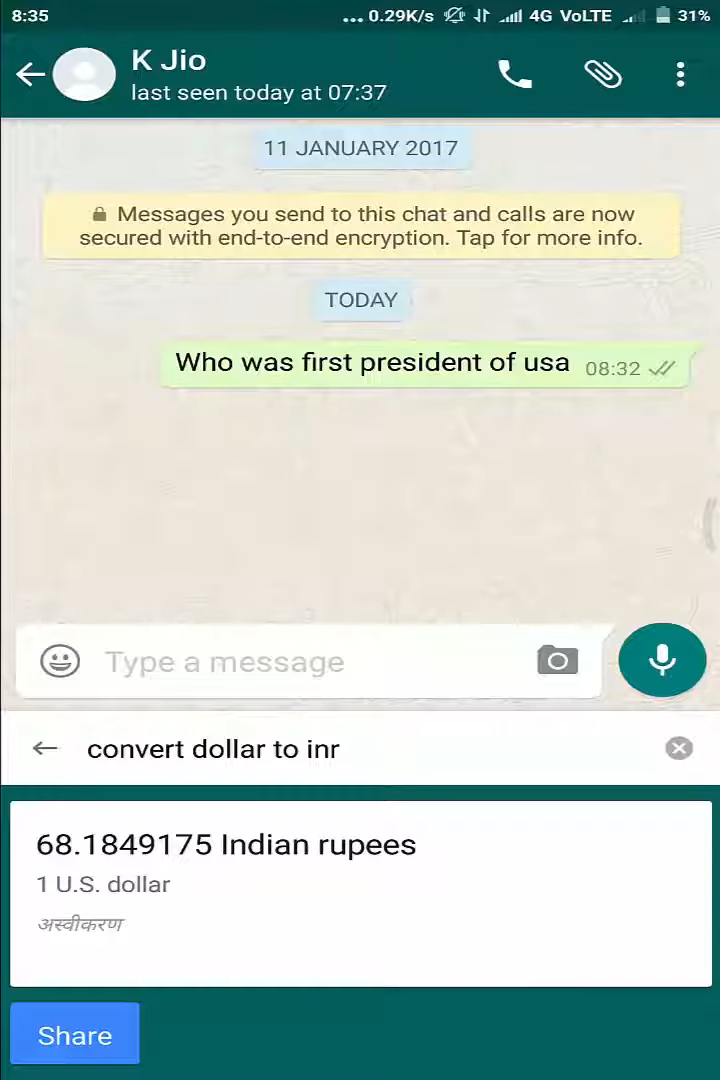 8:35 ... 0.29K/s 4G VoLTE 31%
K Jio
last seen today at 07:37
11 JANUARY 2017
Messages you send to this chat and calls are now
secured with end-to-end encryption. Tap for more info.
TODAY
Who was first president of usa 08:32
Type a message
convert dollar to inr
68.1849175 Indian rupees
1 U.S. dollar
अस्वीकरण
Share